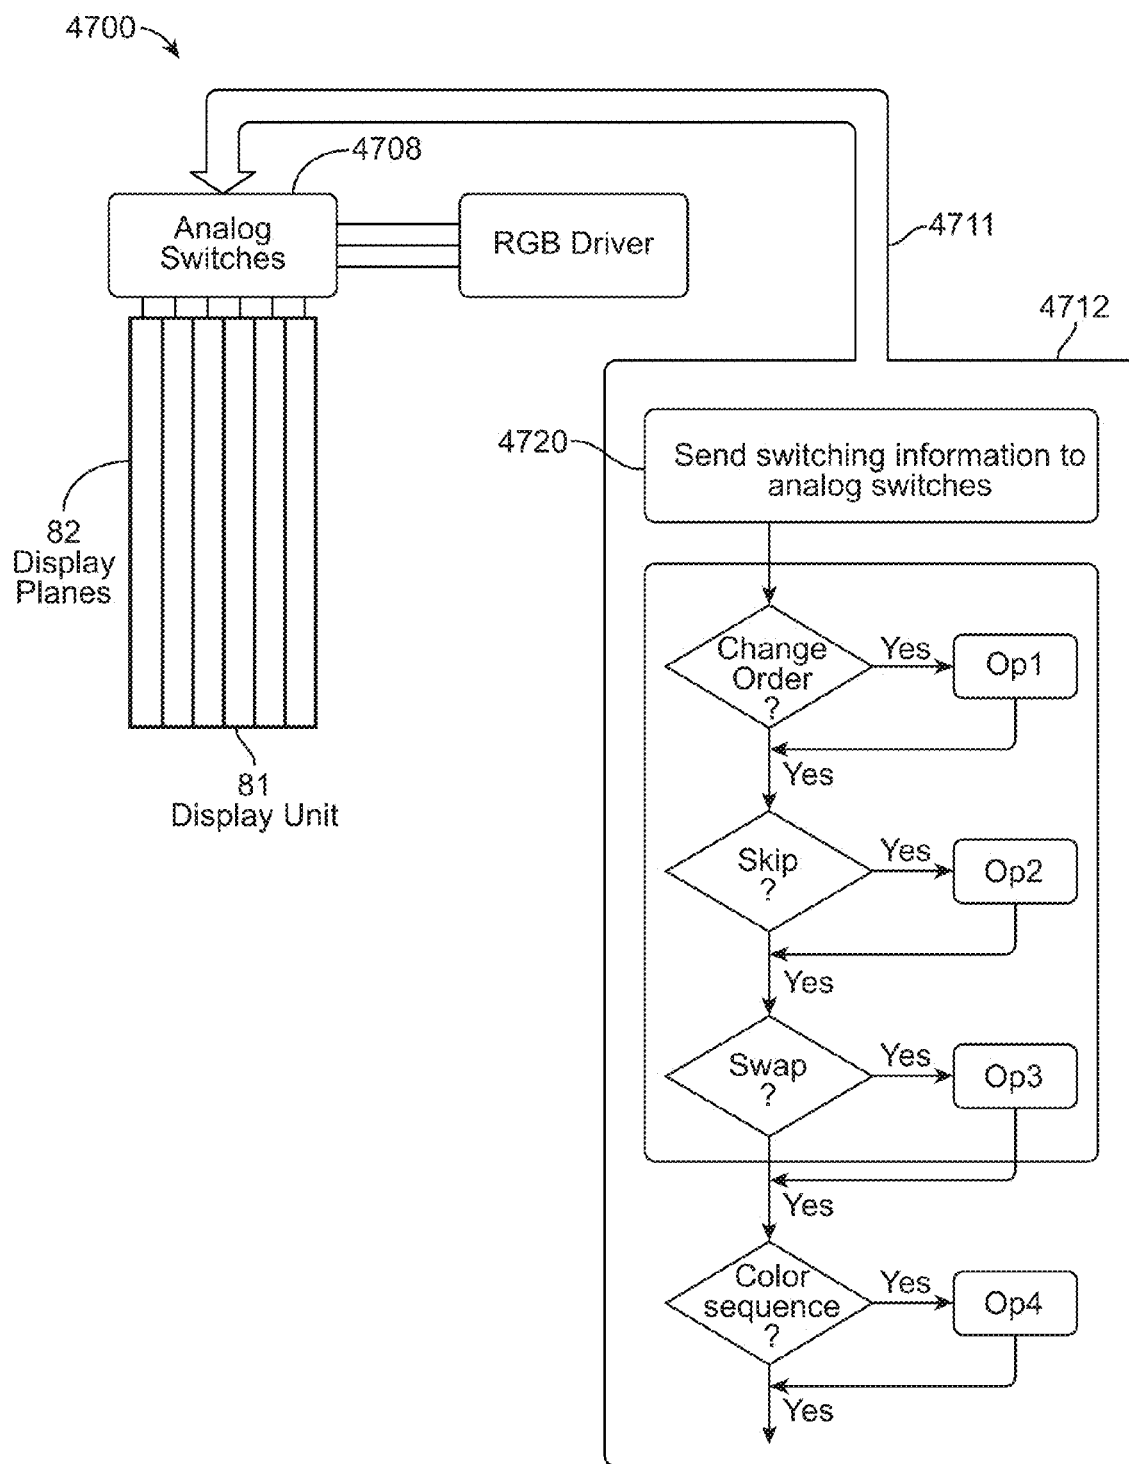 4700
4708
Analog
Switches
RGB Driver
4711
4712
4720
Send switching information to
analog switches
82
Display
Planes
81
Display Unit
Change
Order
?
Yes
Op1
Yes
Skip
?
Yes
Op2
Yes
Swap
?
Yes
Op3
Yes
Color
sequence
?
Yes
Op4
Yes